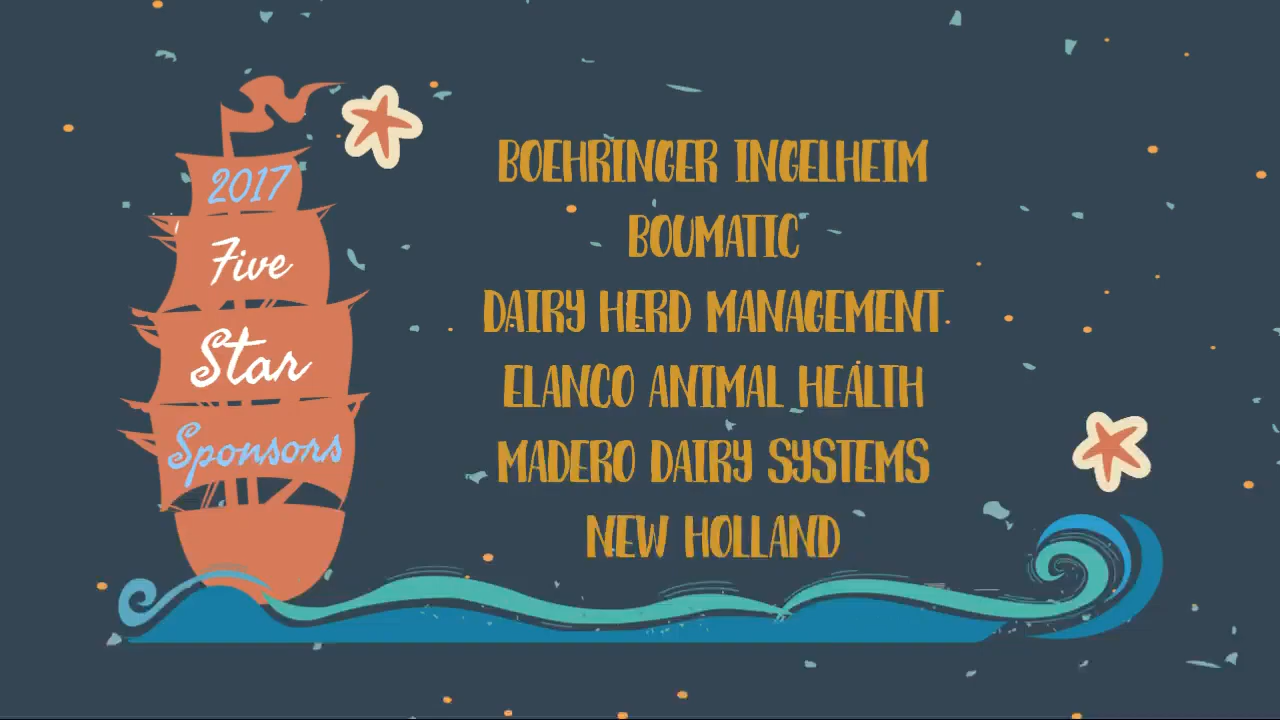 2017
Five
Star
Sponsors
BOEHRINGER INGELHEIM
BOUMATIC
DAIRY HERD MANAGEMENT
ELANCO ANIMAL HEALTH
MADERO DAIRY SYSTEMS
NEW HOLLAND